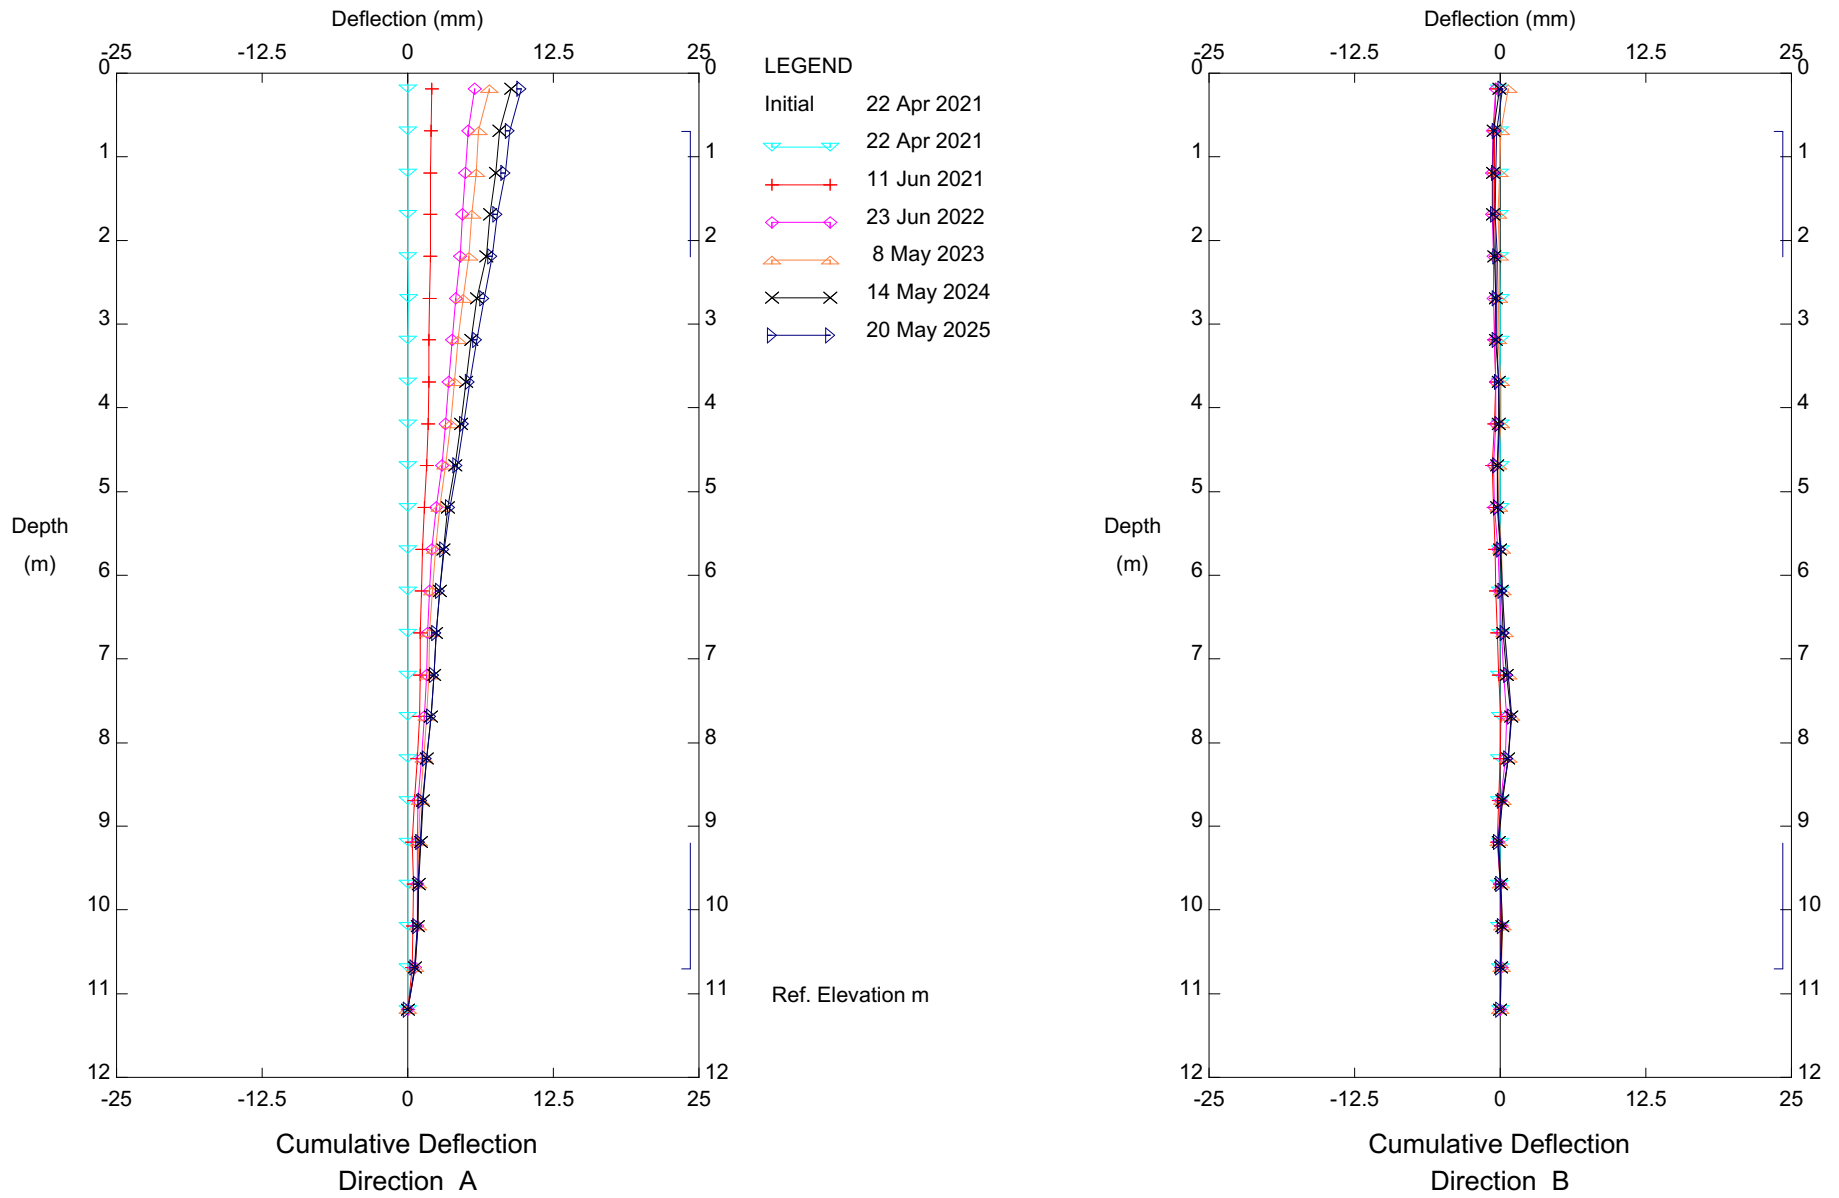 Deflection (mm)
-25 -12.5 0 12.5 25
0 0
1 1
2 2
3 3
4 4
5 5
6 6
7 7
8 8
9 9
10 10
11 11
12 12
Depth
(m)
-25 -12.5 0 12.5 25
Cumulative Deflection
Direction A
LEGEND
Initial 22 Apr 2021
22 Apr 2021
11 Jun 2021
23 Jun 2022
8 May 2023
14 May 2024
20 May 2025
Ref. Elevation m
Deflection (mm)
-25 -12.5 0 12.5 25
0 0
1 1
2 2
3 3
4 4
5 5
6 6
7 7
8 8
9 9
10 10
11 11
12 12
Depth
(m)
-25 -12.5 0 12.5 25
Cumulative Deflection
Direction B